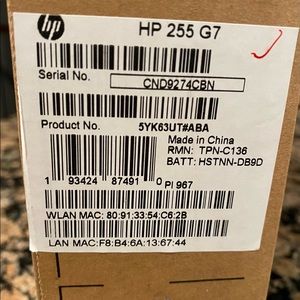 hp
HP 255 G7
Serial No.
CND9274CBN
Product No.
5YK63UT#ABA
Made in China
RMN: TPN-C136
BATT: HSTNN-DB9D
1 93424 87491 0
PI 967
WLAN MAC: 80:91:33:54:C6:2B
LAN MAC:F8:B4:6A:13:67:44